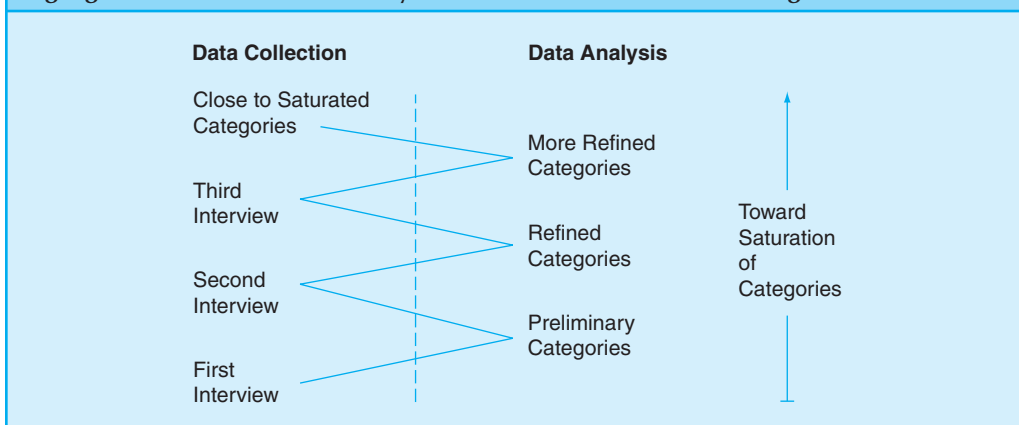 Data Collection
Data Analysis
Close to Saturated
Categories
More Refined
Categories
Third
Interview
Refined
Categories
Second
Interview
Preliminary
Categories
First
Interview
Toward
Saturation
of
Categories